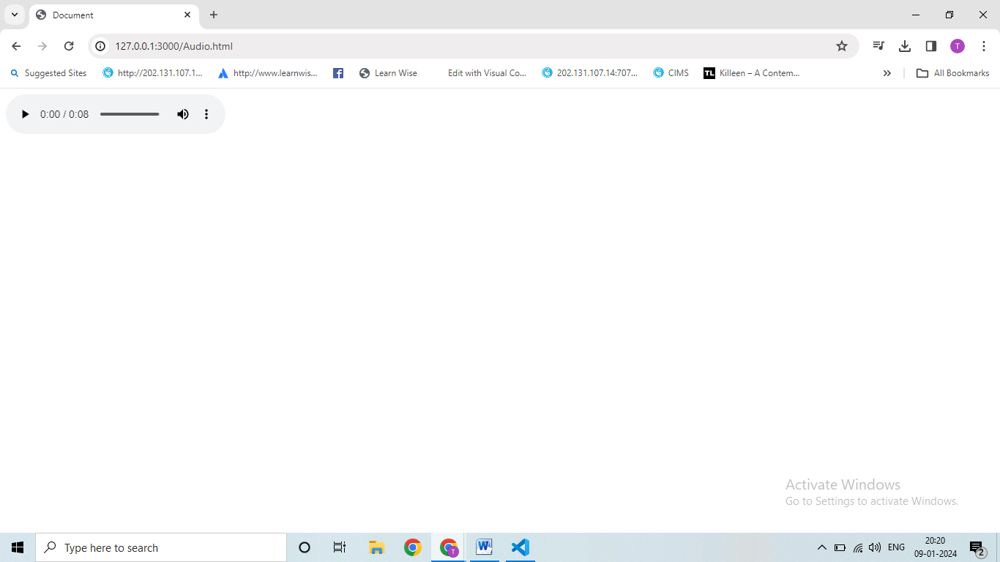 Document
127.0.0.1:3000/Audio.html
T
Suggested Sites http://202.131.107.1... http://www.learnwis... Learn Wise Edit with Visual Co... 202.131.107.14:707... CIMS TL Killeen – A Contem... All Bookmarks
0:00 / 0:08
Activate Windows
Go to Settings to activate Windows.
Type here to search
T
W
ENG
20:20
09-01-2024
2